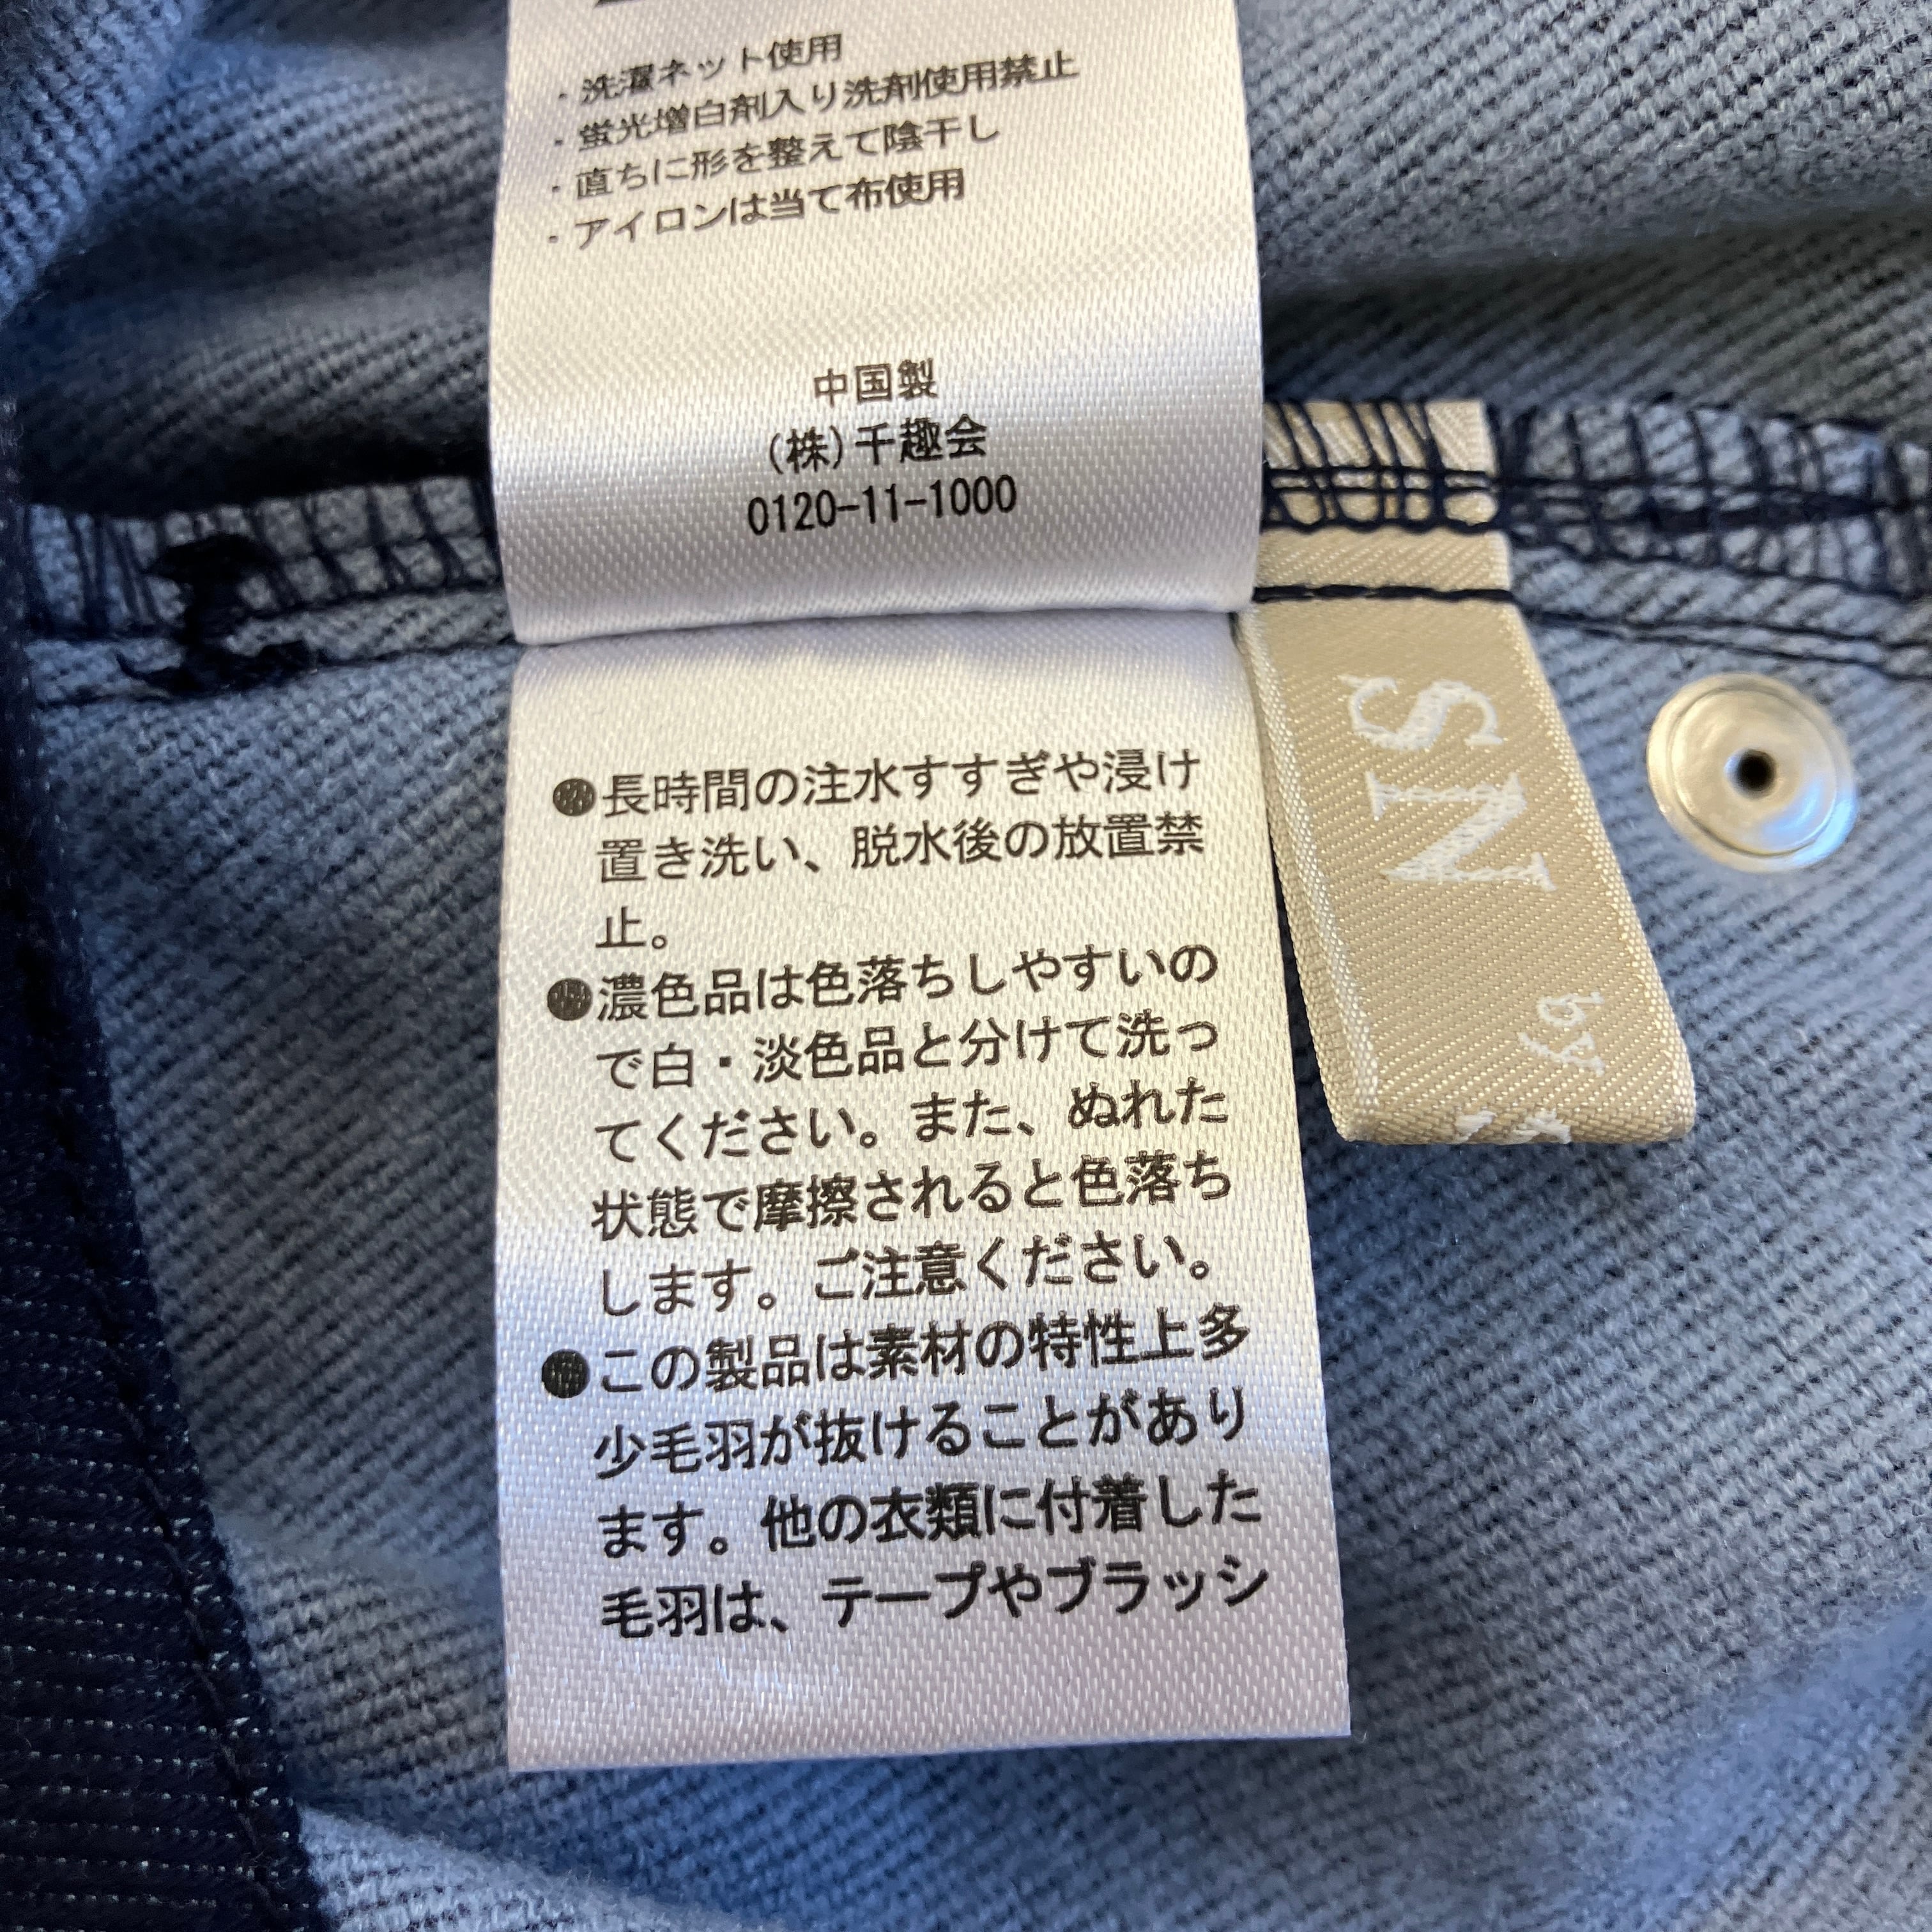 ・洗濯ネット使用
・蛍光増白剤入り洗剤使用禁止
・直ちに形を整えて陰干し
・アイロンは当て布使用
中国製
(株)千趣会
0120-11-1000
●長時間の注水すすぎや浸け
置き洗い、脱水後の放置禁
止。
●濃色品は色落ちしやすいの
で白・淡色品と分けて洗っ
てください。また、ぬれた
状態で摩擦されると色落ち
します。ご注意ください。
●この製品は素材の特性上多
少毛羽が抜けることがあり
ます。他の衣類に付着した
毛羽は、テープやブラッシ
by